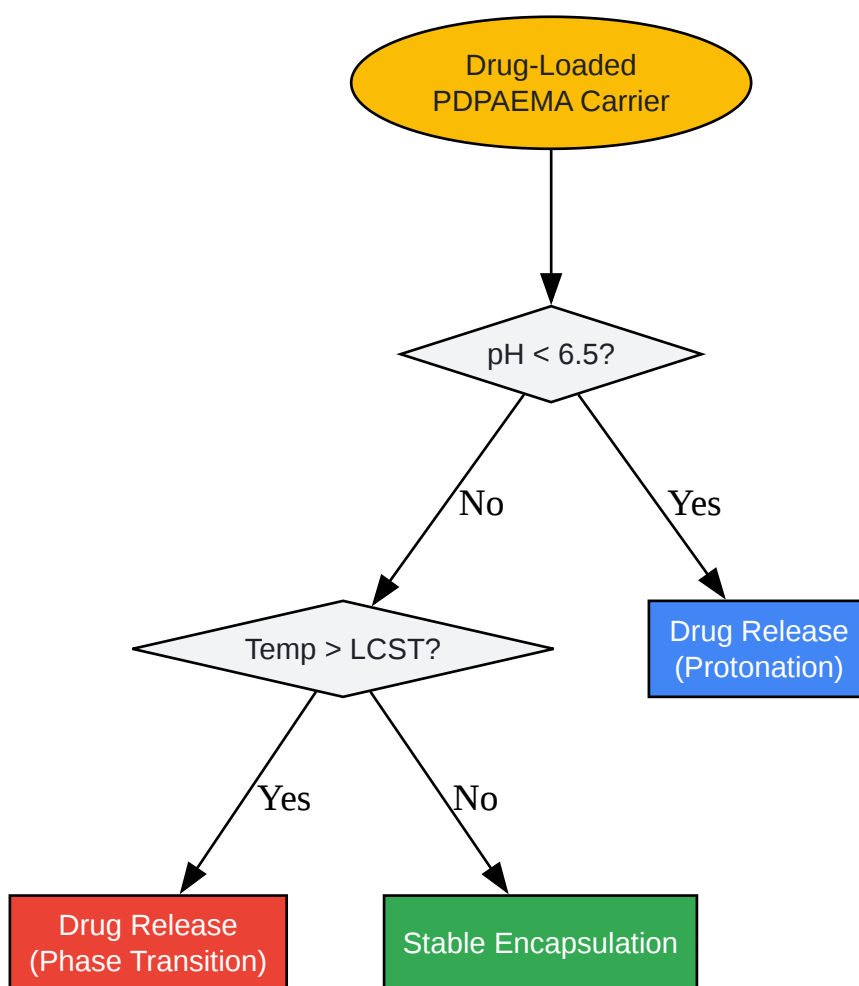 Drug-Loaded
PDPAEMA Carrier
pH < 6.5?
No
Yes
Temp > LCST?
Drug Release
(Protonation)
Yes
No
Drug Release
(Phase Transition)
Stable Encapsulation